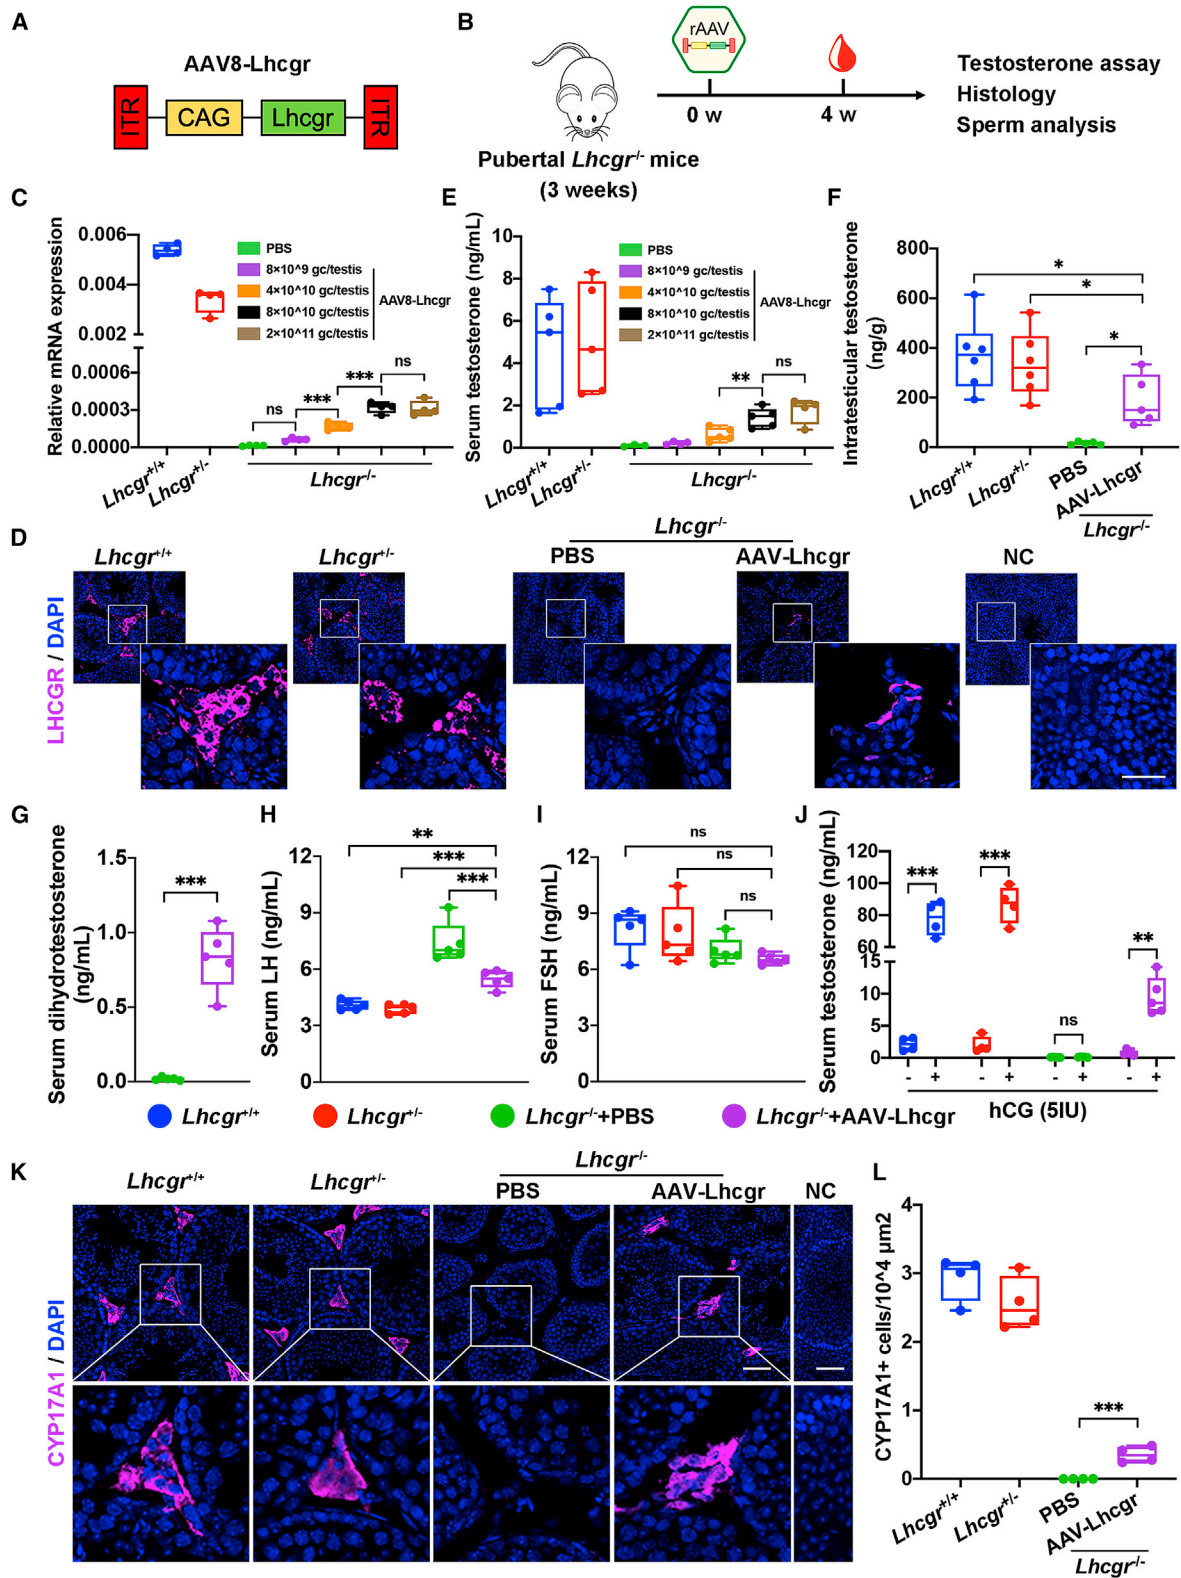 A
AAV8-Lhcgr
ITR
CAG
Lhcgr
ITR
B
rAAV
0 w
4 w
Testosterone assay
Histology
Sperm analysis
Pubertal Lhcgr-/- mice
(3 weeks)
C
Relative mRNA expression
0.006
0.004
0.002
0.0006
0.0003
0.0000
PBS
8×10^9 gc/testis
4×10^10 gc/testis
8×10^10 gc/testis
2×10^11 gc/testis
AAV8-Lhcgr
ns
***
***
ns
Lhcgr+/+
Lhcgr+/-
Lhcgr-/-
E
Serum testosterone (ng/mL)
10
8
6
4
2
0
PBS
8×10^9 gc/testis
4×10^10 gc/testis
8×10^10 gc/testis
2×10^11 gc/testis
AAV8-Lhcgr
**
ns
Lhcgr+/+
Lhcgr+/-
Lhcgr-/-
F
Intratesticular testosterone
(ng/g)
800
600
400
200
0
*
*
*
Lhcgr+/+
Lhcgr+/-
PBS
AAV-Lhcgr
Lhcgr-/-
D
LHCGR / DAPI
Lhcgr+/+
Lhcgr+/-
Lhcgr-/-
PBS
AAV-Lhcgr
NC
G
Serum dihydrotestosterone
(ng/mL)
1.5
1.0
0.5
0.0
***
H
Serum LH (ng/mL)
12
9
6
3
0
**
***
***
I
Serum FSH (ng/mL)
12
9
6
3
0
ns
ns
ns
J
Serum testosterone (ng/mL)
120
100
80
60
15
10
5
0
***
***
ns
**
- + - + - + - +
hCG (5IU)
Lhcgr+/+
Lhcgr+/-
Lhcgr-/-+PBS
Lhcgr-/-+AAV-Lhcgr
K
CYP17A1 / DAPI
Lhcgr+/+
Lhcgr+/-
Lhcgr-/-
PBS
AAV-Lhcgr
NC
L
CYP17A1+ cells/10^4 µm2
4
3
2
1
0
***
Lhcgr+/+
Lhcgr+/-
PBS
AAV-Lhcgr
Lhcgr-/-